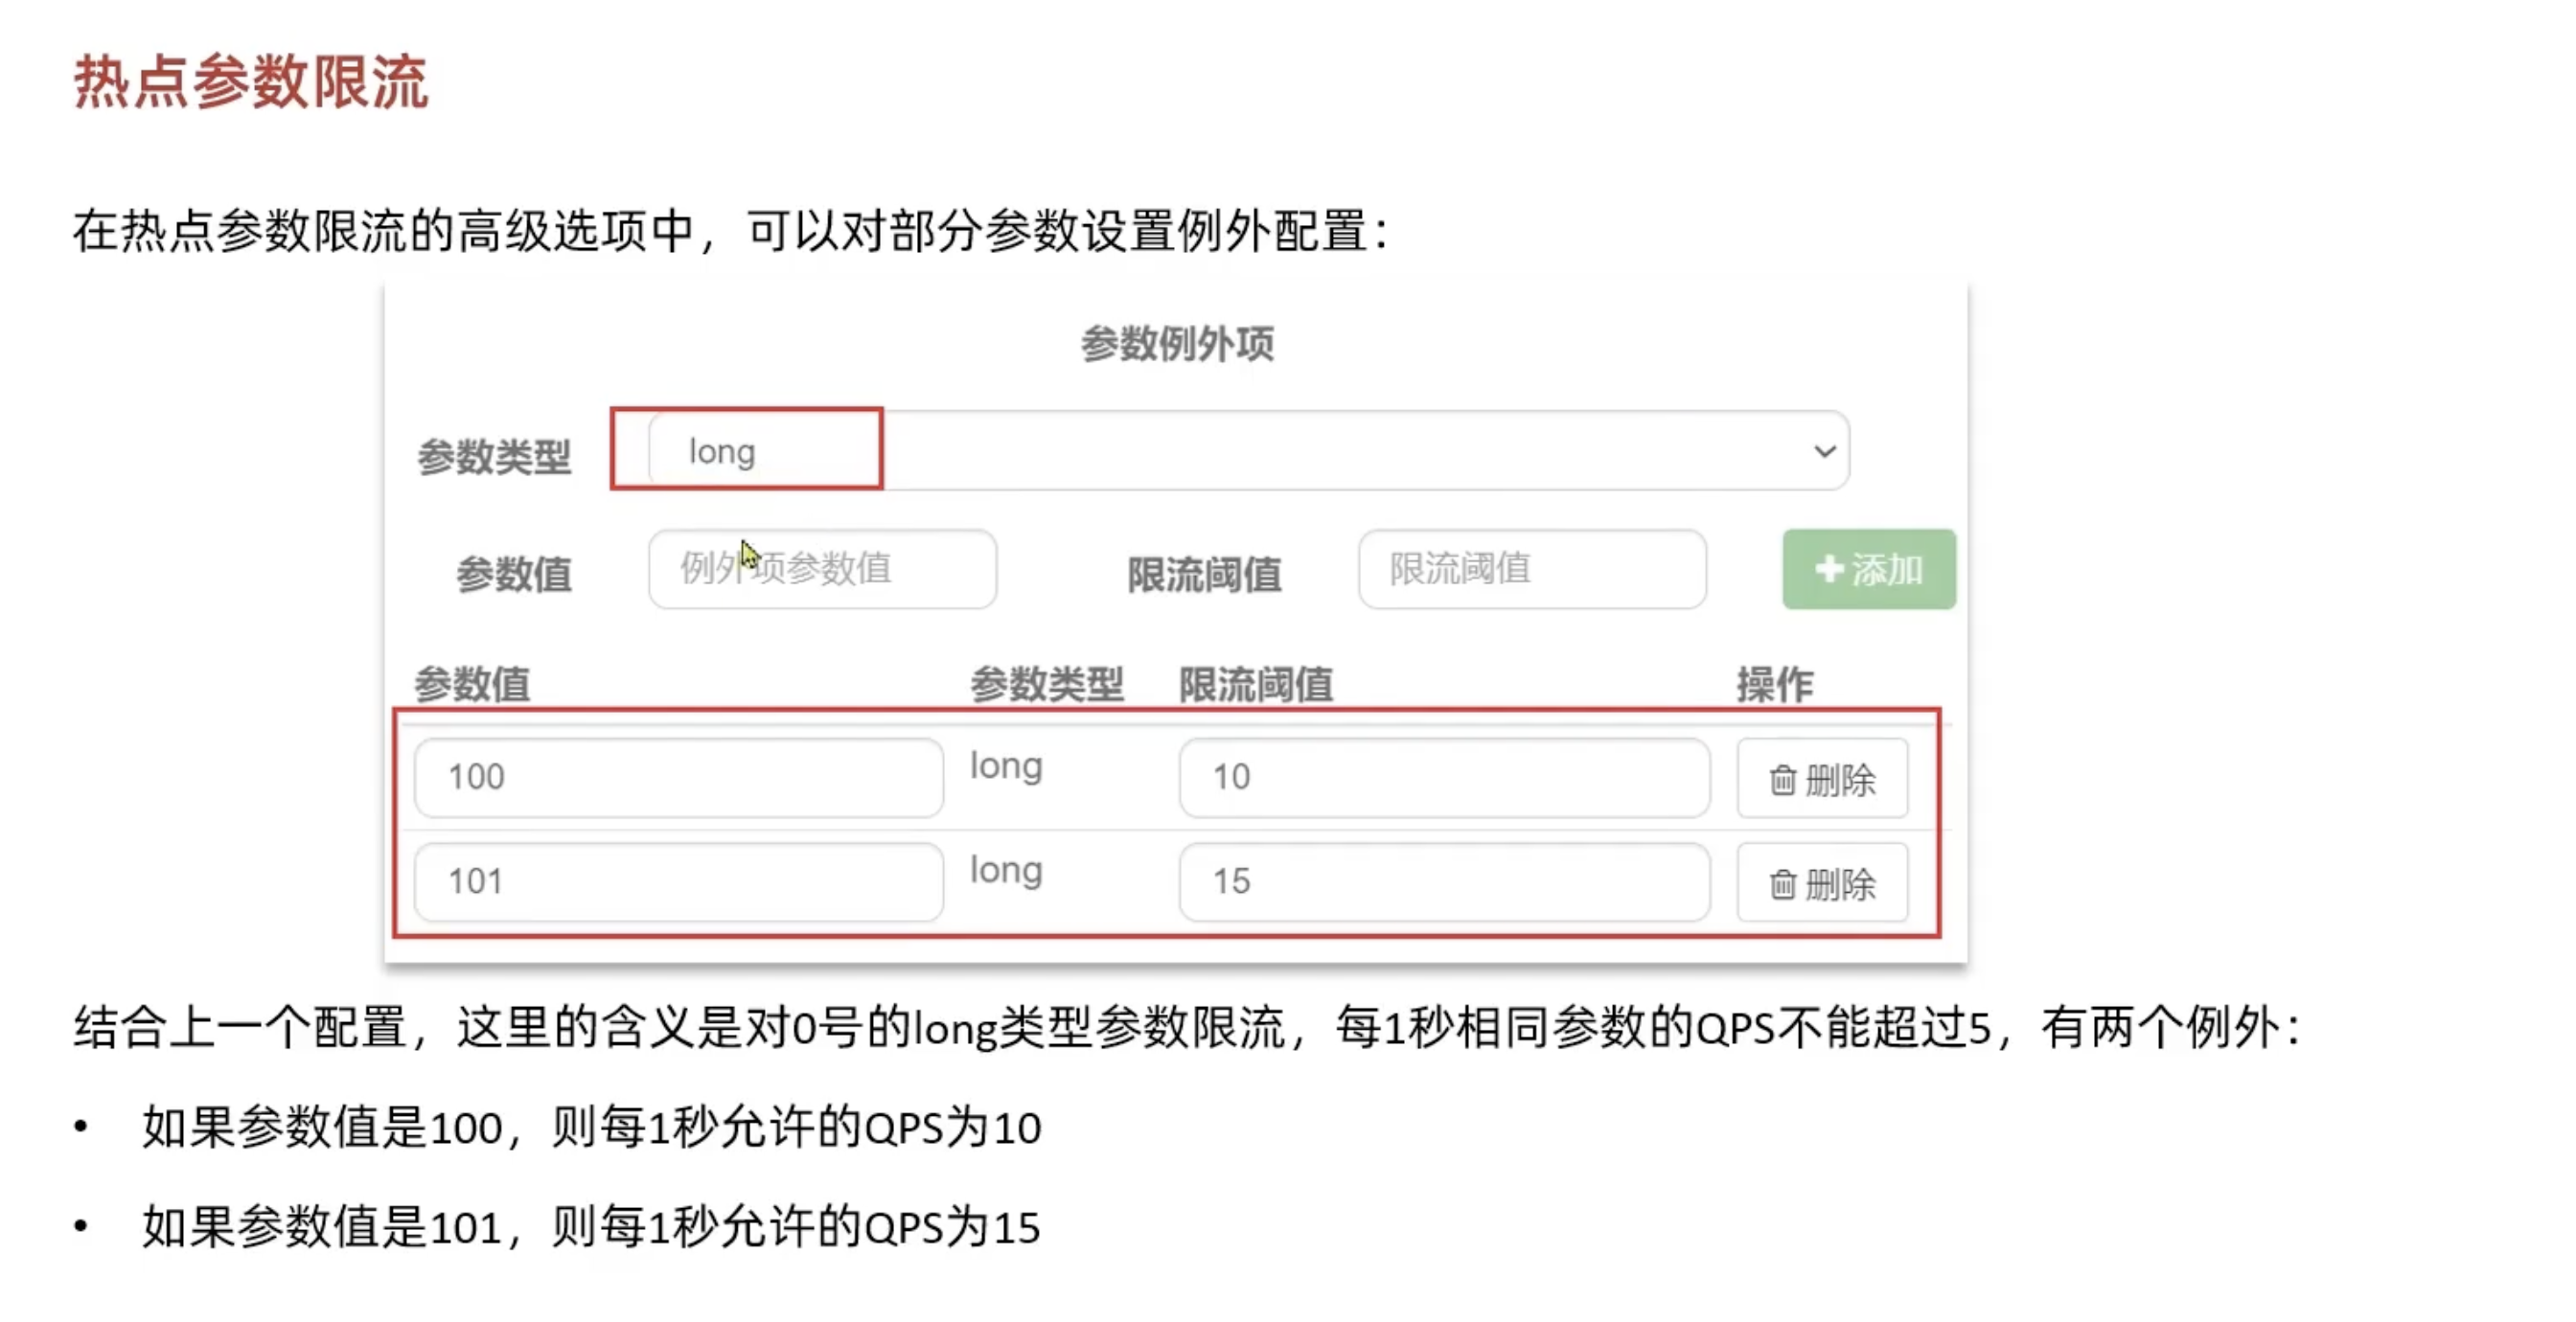 热点参数限流
在热点参数限流的高级选项中，可以对部分参数设置例外配置：
参数例外项
参数类型 long
参数值 例外项参数值 限流阈值 限流阈值 添加
参数值 参数类型 限流阈值 操作
100 long 10 删除
101 long 15 删除
结合上一个配置，这里的含义是对0号的long类型参数限流，每1秒相同参数的QPS不能超过5，有两个例外：
• 如果参数值是100，则每1秒允许的QPS为10
• 如果参数值是101，则每1秒允许的QPS为15